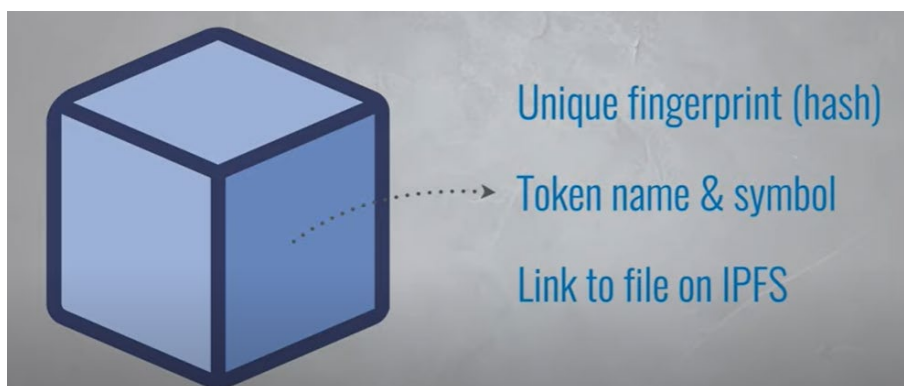 Unique fingerprint (hash)
Token name & symbol
Link to file on IPFS